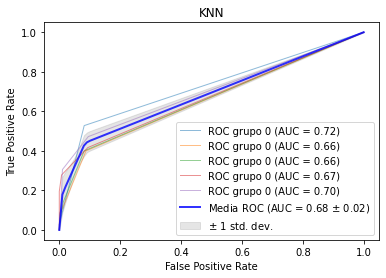 KNN
True Positive Rate
1.0
0.8
0.6
0.4
0.2
0.0
ROC grupo 0 (AUC = 0.72)
ROC grupo 0 (AUC = 0.66)
ROC grupo 0 (AUC = 0.66)
ROC grupo 0 (AUC = 0.67)
ROC grupo 0 (AUC = 0.70)
Media ROC (AUC = 0.68 ± 0.02)
± 1 std. dev.
0.0 0.2 0.4 0.6 0.8 1.0
False Positive Rate